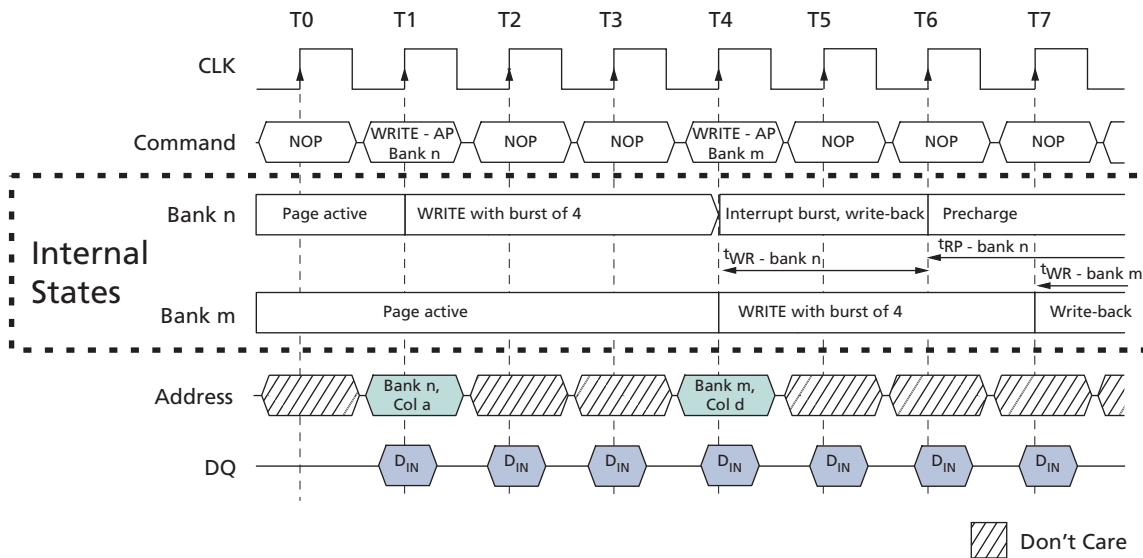 T0 T1 T2 T3 T4 T5 T6 T7
CLK
Command NOP WRITE - AP Bank n NOP NOP WRITE - AP Bank m NOP NOP NOP
Internal States
Bank n Page active WRITE with burst of 4 Interrupt burst, write-back Precharge
tWR - bank n tRP - bank n
tWR - bank m
Bank m Page active WRITE with burst of 4 Write-back
Address Bank n, Col a Bank m, Col d
DQ DIN DIN DIN DIN DIN DIN DIN
Don't Care